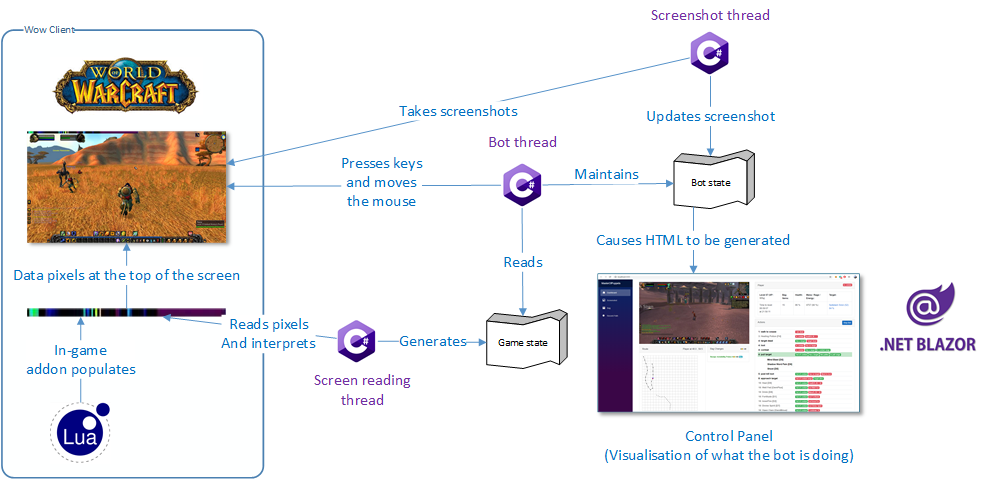 Wow Client
WORLD
OF
WARCRAFT
Screenshot thread
C#
Takes screenshots
Updates screenshot
Bot thread
C#
Presses keys
and moves
the mouse
Maintains
Bot state
Causes HTML to be generated
Data pixels at the top of the screen
Reads
Reads pixels
And interprets
C#
Generates
Game state
In-game
addon populates
Screen reading
thread
Lua
@
.NET BLAZOR
Control Panel
(Visualisation of what the bot is doing)